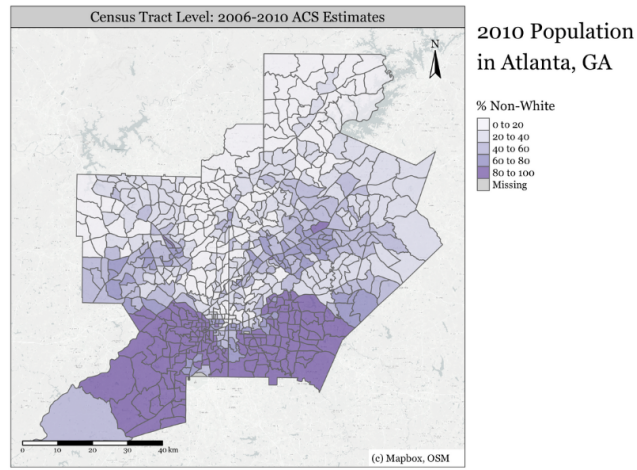 Census Tract Level: 2006-2010 ACS Estimates
2010 Population
in Atlanta, GA
N
% Non-White
0 to 20
20 to 40
40 to 60
60 to 80
80 to 100
Missing
0 10 20 30 40 km
(c) Mapbox, OSM